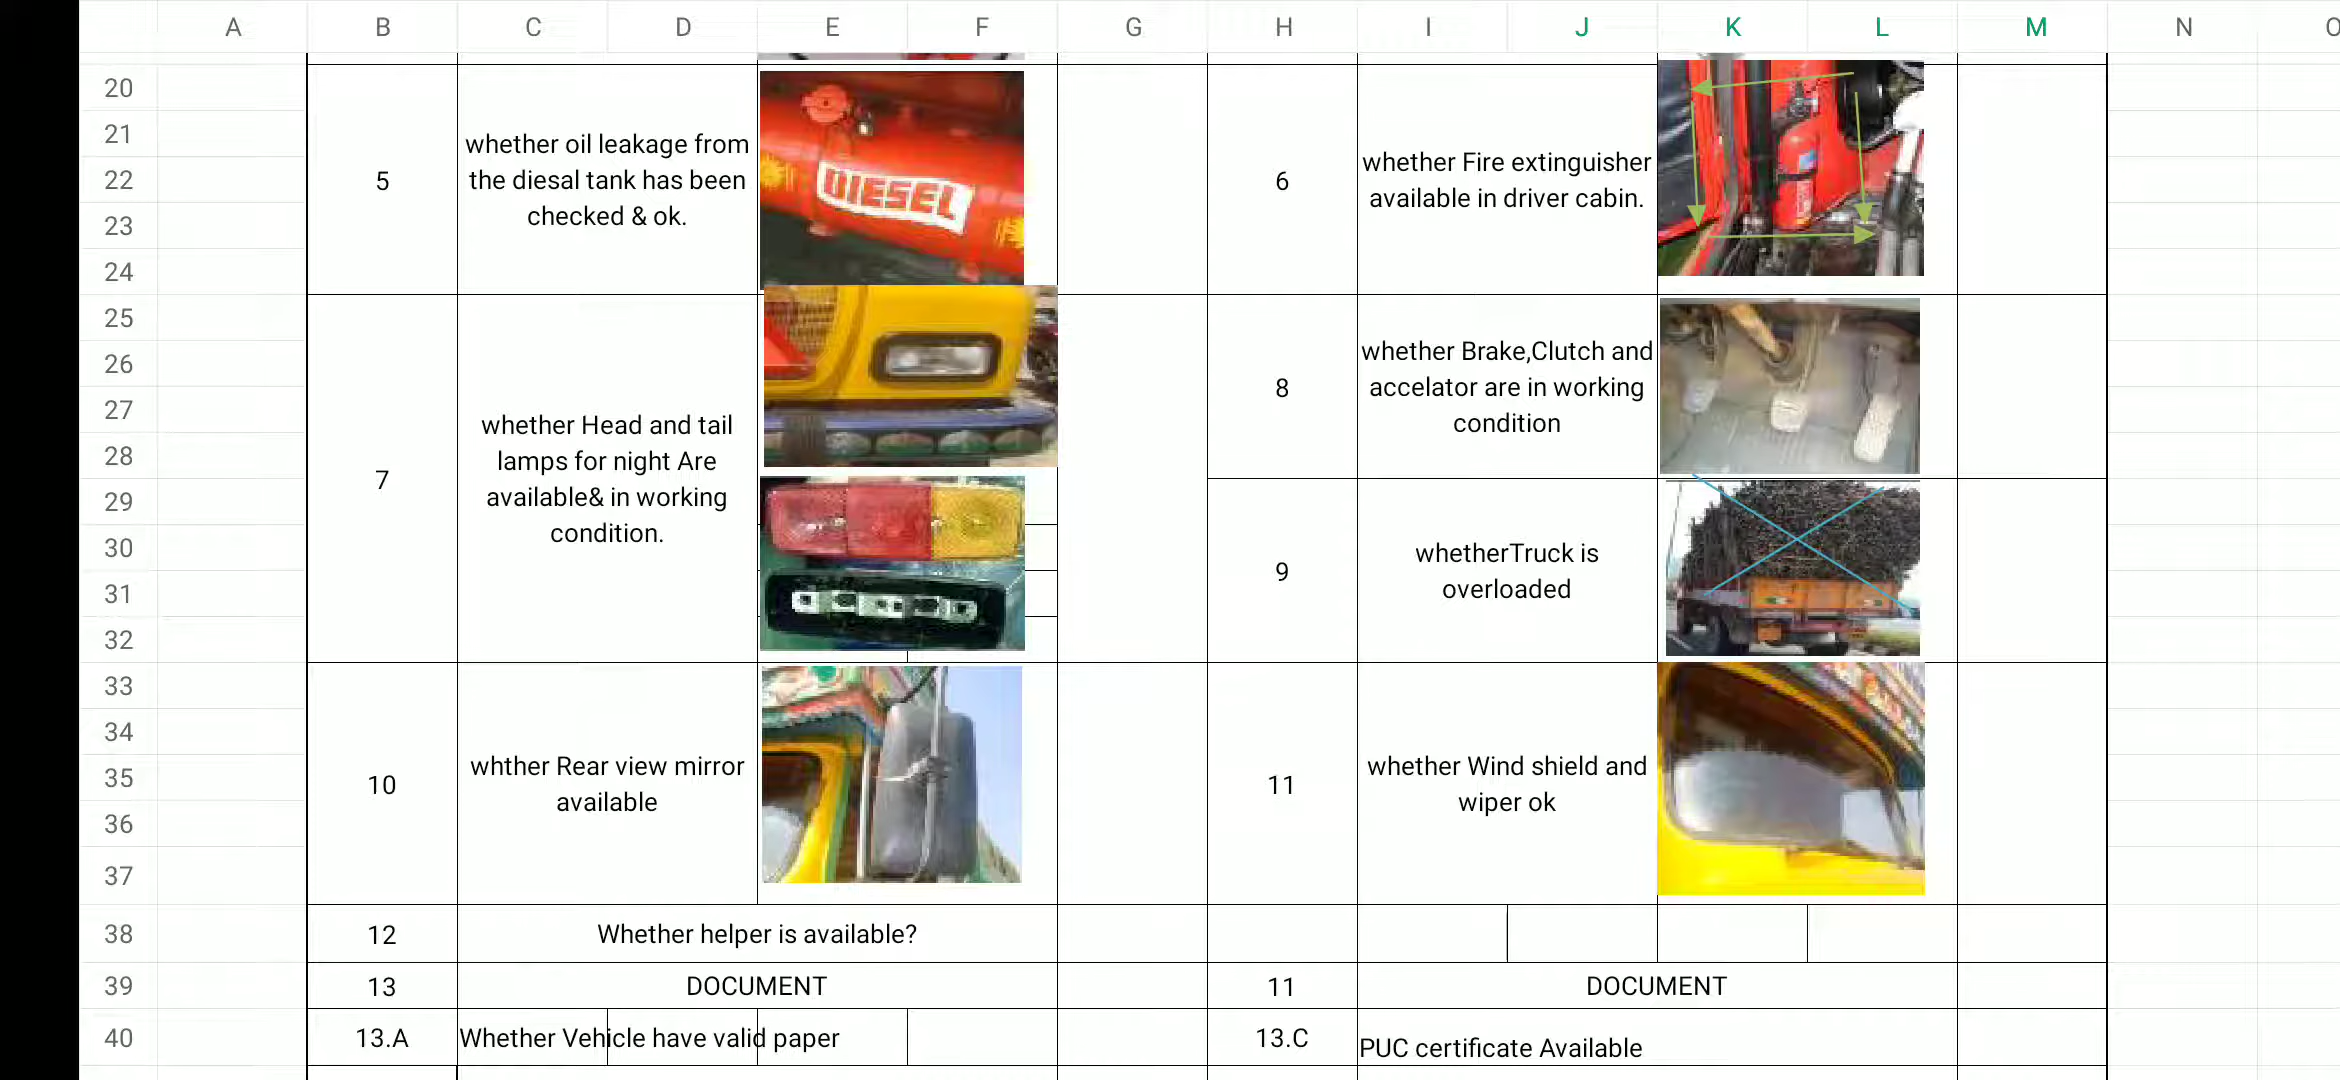 A B C D E F G H I J K L M N O
20
21
22
23
24
5
whether oil leakage from
the diesal tank has been
checked & ok.
DIESEL
6
whether Fire extinguisher
available in driver cabin.
25
26
27
28
29
30
31
32
7
whether Head and tail
lamps for night Are
available& in working
condition.
8
whether Brake,Clutch and
accelator are in working
condition
9
whetherTruck is
overloaded
33
34
35
36
37
10
whther Rear view mirror
available
11
whether Wind shield and
wiper ok
38 12 Whether helper is available?
39 13 DOCUMENT 11 DOCUMENT
40 13.A Whether Vehicle have valid paper 13.C PUC certificate Available